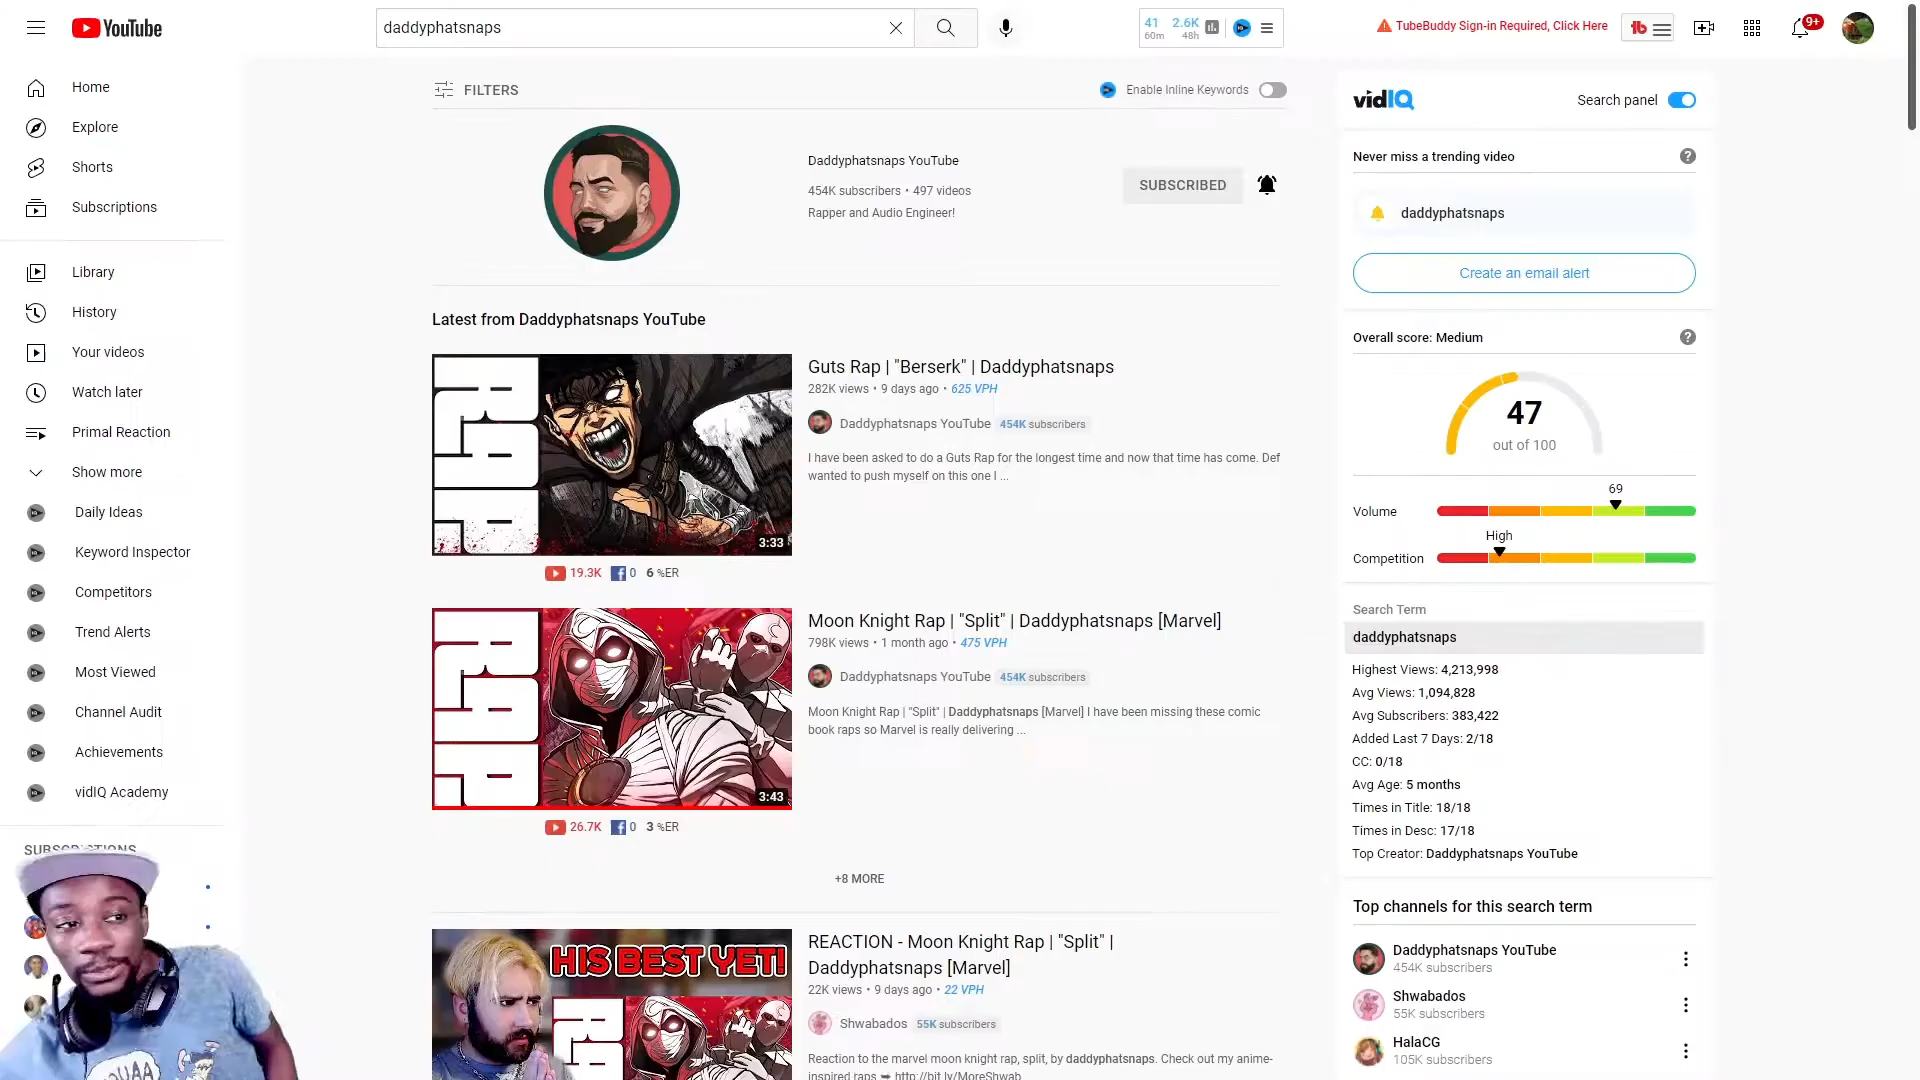 YouTube
daddyphatsnaps
41
60m
2.6K
48h
TubeBuddy Sign-in Required, Click Here
9+
Home
Explore
Shorts
Subscriptions
Library
History
Your videos
Watch later
Primal Reaction
Show more
Daily Ideas
Keyword Inspector
Competitors
Trend Alerts
Most Viewed
Channel Audit
Achievements
vidIQ Academy
SUBSCRIPTIONS
FILTERS
Enable Inline Keywords
Daddyphatsnaps YouTube
454K subscribers • 497 videos
Rapper and Audio Engineer!
SUBSCRIBED
Latest from Daddyphatsnaps YouTube
RAP
3:33
19.3K 0 6 %ER
Guts Rap | "Berserk" | Daddyphatsnaps
282K views • 9 days ago • 625 VPH
Daddyphatsnaps YouTube 454K subscribers
I have been asked to do a Guts Rap for the longest time and now that time has come. Def
wanted to push myself on this one I ...
RAP
3:43
26.7K 0 3 %ER
Moon Knight Rap | "Split" | Daddyphatsnaps [Marvel]
798K views • 1 month ago • 475 VPH
Daddyphatsnaps YouTube 454K subscribers
Moon Knight Rap | "Split" | Daddyphatsnaps [Marvel] I have been missing these comic
book raps so Marvel is really delivering ...
+8 MORE
HIS BEST YET!
REACTION - Moon Knight Rap | "Split" |
Daddyphatsnaps [Marvel]
22K views • 9 days ago • 22 VPH
Shwabados 55K subscribers
Reaction to the marvel moon knight rap, split, by daddyphatsnaps. Check out my anime-
inspired raps ➥ http://bit.ly/MoreShwab
vidIQ
Search panel
Never miss a trending video
daddyphatsnaps
Create an email alert
Overall score: Medium
47
out of 100
69
Volume
High
Competition
Search Term
daddyphatsnaps
Highest Views: 4,213,998
Avg Views: 1,094,828
Avg Subscribers: 383,422
Added Last 7 Days: 2/18
CC: 0/18
Avg Age: 5 months
Times in Title: 18/18
Times in Desc: 17/18
Top Creator: Daddyphatsnaps YouTube
Top channels for this search term
Daddyphatsnaps YouTube
454K subscribers
Shwabados
55K subscribers
HalaCG
105K subscribers